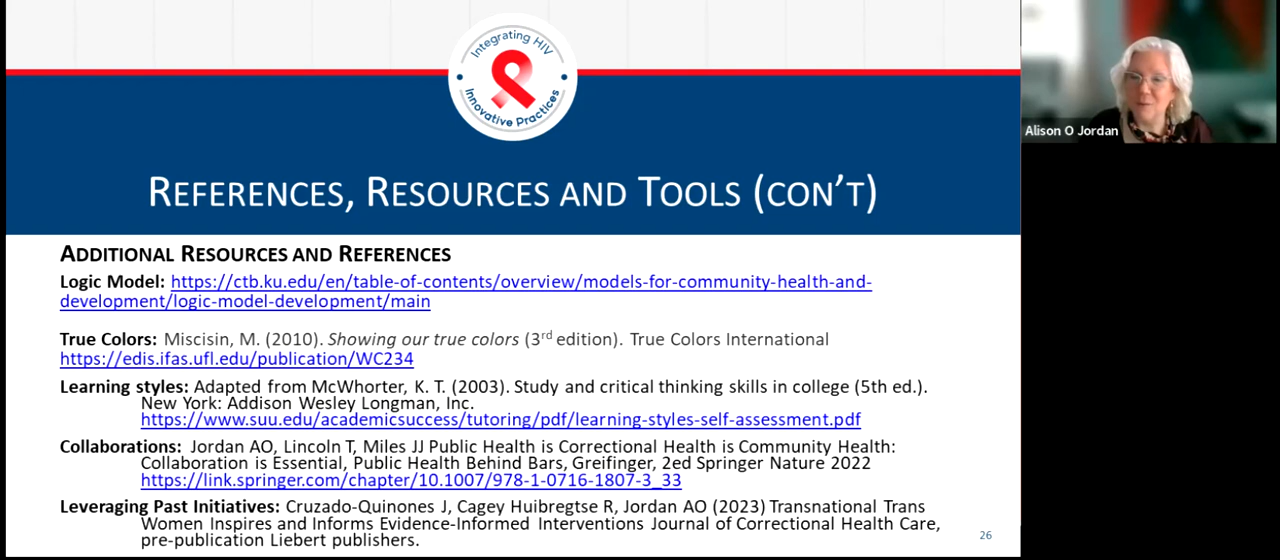 Integrating HIV
Innovative Practices
REFERENCES, RESOURCES AND TOOLS (CON'T)
ADDITIONAL RESOURCES AND REFERENCES
Logic Model: https://ctb.ku.edu/en/table-of-contents/overview/models-for-community-health-and-
development/logic-model-development/main
True Colors: Miscisin, M. (2010). Showing our true colors (3rd edition). True Colors International
https://edis.ifas.ufl.edu/publication/WC234
Learning styles: Adapted from McWhorter, K. T. (2003). Study and critical thinking skills in college (5th ed.).
New York: Addison Wesley Longman, Inc.
https://www.suu.edu/academicsuccess/tutoring/pdf/learning-styles-self-assessment.pdf
Collaborations: Jordan AO, Lincoln T, Miles JJ Public Health is Correctional Health is Community Health:
Collaboration is Essential, Public Health Behind Bars, Greifinger, 2ed Springer Nature 2022
https://link.springer.com/chapter/10.1007/978-1-0716-1807-3_33
Leveraging Past Initiatives: Cruzado-Quinones J, Cagey Huibregtse R, Jordan AO (2023) Transnational Trans
Women Inspires and Informs Evidence-Informed Interventions Journal of Correctional Health Care,
pre-publication Liebert publishers.
26
Alison O Jordan